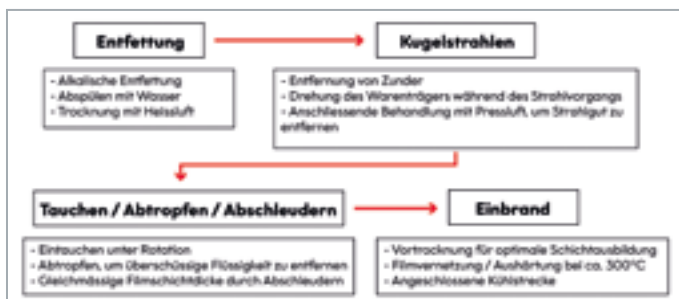 Entfettung
Kugelstrahlen
- Alkalische Entfettung
- Abspülen mit Wasser
- Trocknung mit Heissluft
- Entfernung von Zunder
- Drehung des Warenträgers während des Strahlvorgangs
- Anschliessende Behandlung mit Pressluft, um Strahlgut zu
entfernen
Tauchen / Abtropfen / Abschleudern
Einbrand
- Eintauchen unter Rotation
- Abtropfen, um überschüssige Flüssigkeit zu entfernen
- Gleichmässige Filmschichtdicke durch Abschleudern
- Vortrocknung für optimale Schichtausbildung
- Filmvernetzung / Aushärtung bei ca. 300°C
- Angeschlossene Kühlstrecke